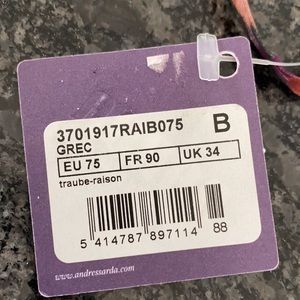 3701917RAIB075 B
GREC
EU 75 FR 90 UK 34
traube-raison
5 414787 897114 88
www.andressarda.com